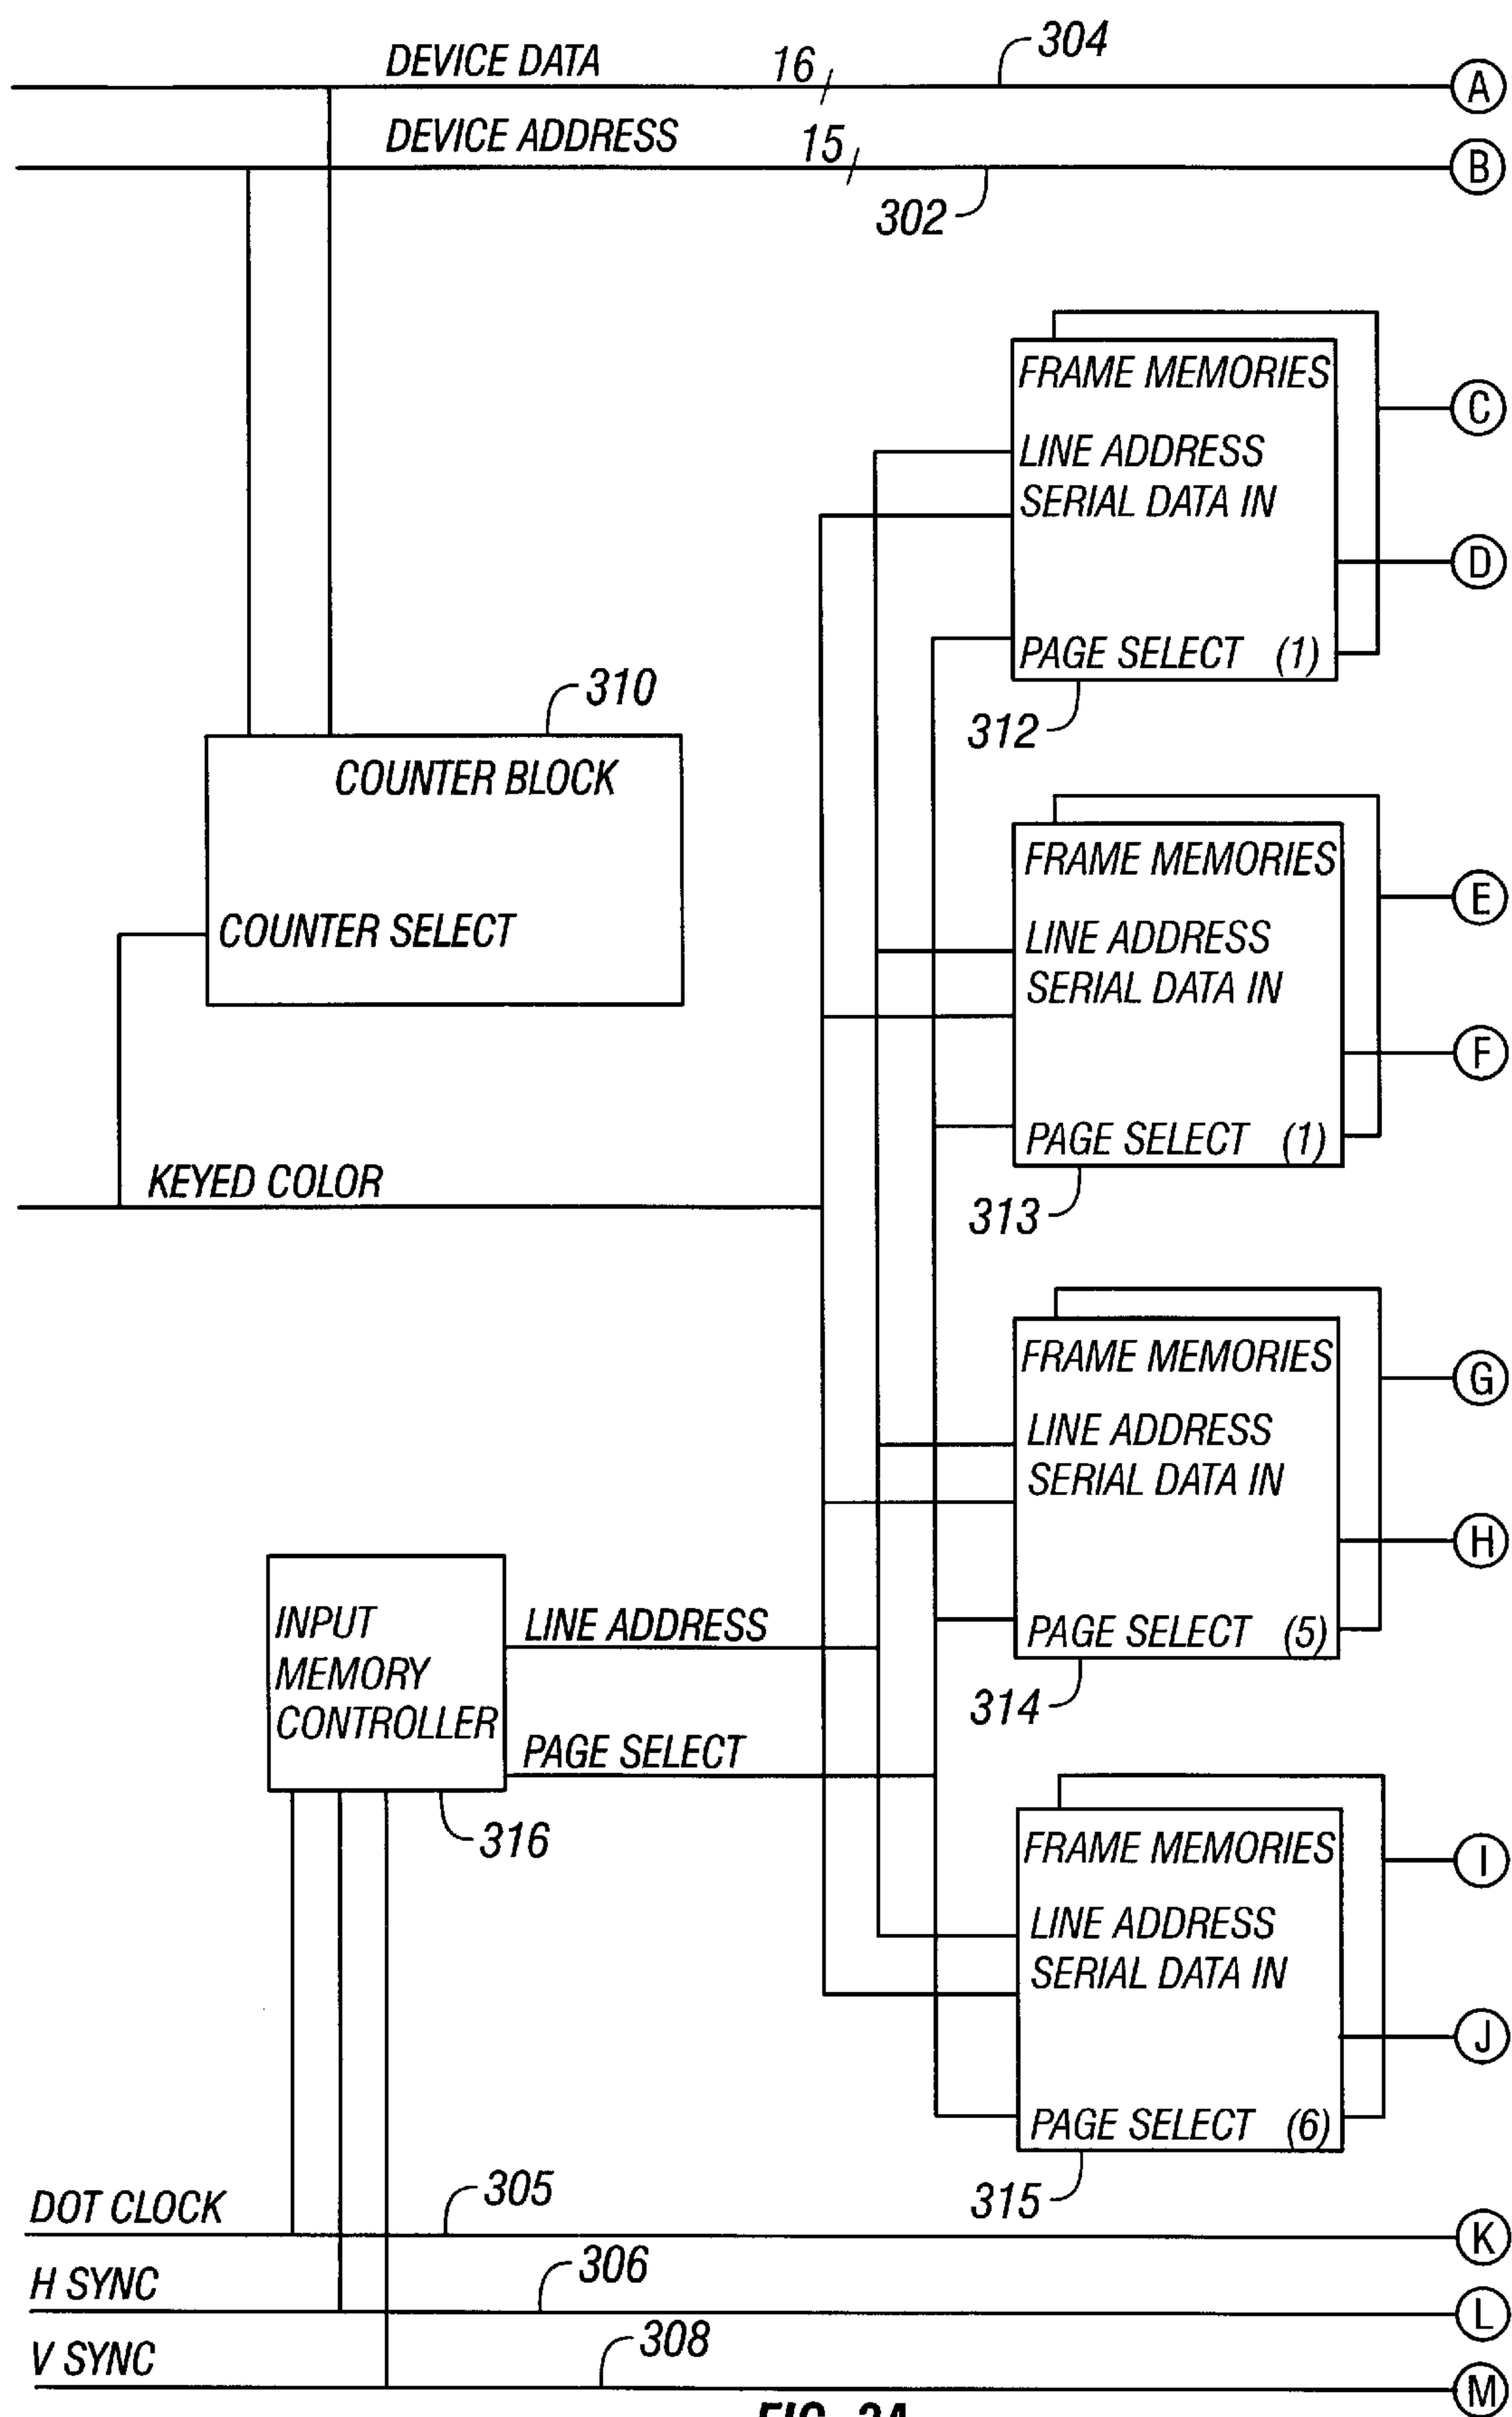 DEVICE DATA 16 304 A
DEVICE ADDRESS 15 B
302
FRAME MEMORIES C
LINE ADDRESS
SERIAL DATA IN
D
PAGE SELECT (1)
312
310
COUNTER BLOCK
COUNTER SELECT
FRAME MEMORIES
E
LINE ADDRESS
SERIAL DATA IN
F
PAGE SELECT (1)
313
KEYED COLOR
FRAME MEMORIES
G
LINE ADDRESS
SERIAL DATA IN
H
PAGE SELECT (5)
314
INPUT
MEMORY
CONTROLLER
LINE ADDRESS
PAGE SELECT
316
FRAME MEMORIES
I
LINE ADDRESS
SERIAL DATA IN
J
PAGE SELECT (6)
315
DOT CLOCK 305 K
H SYNC 306 L
V SYNC 308 M